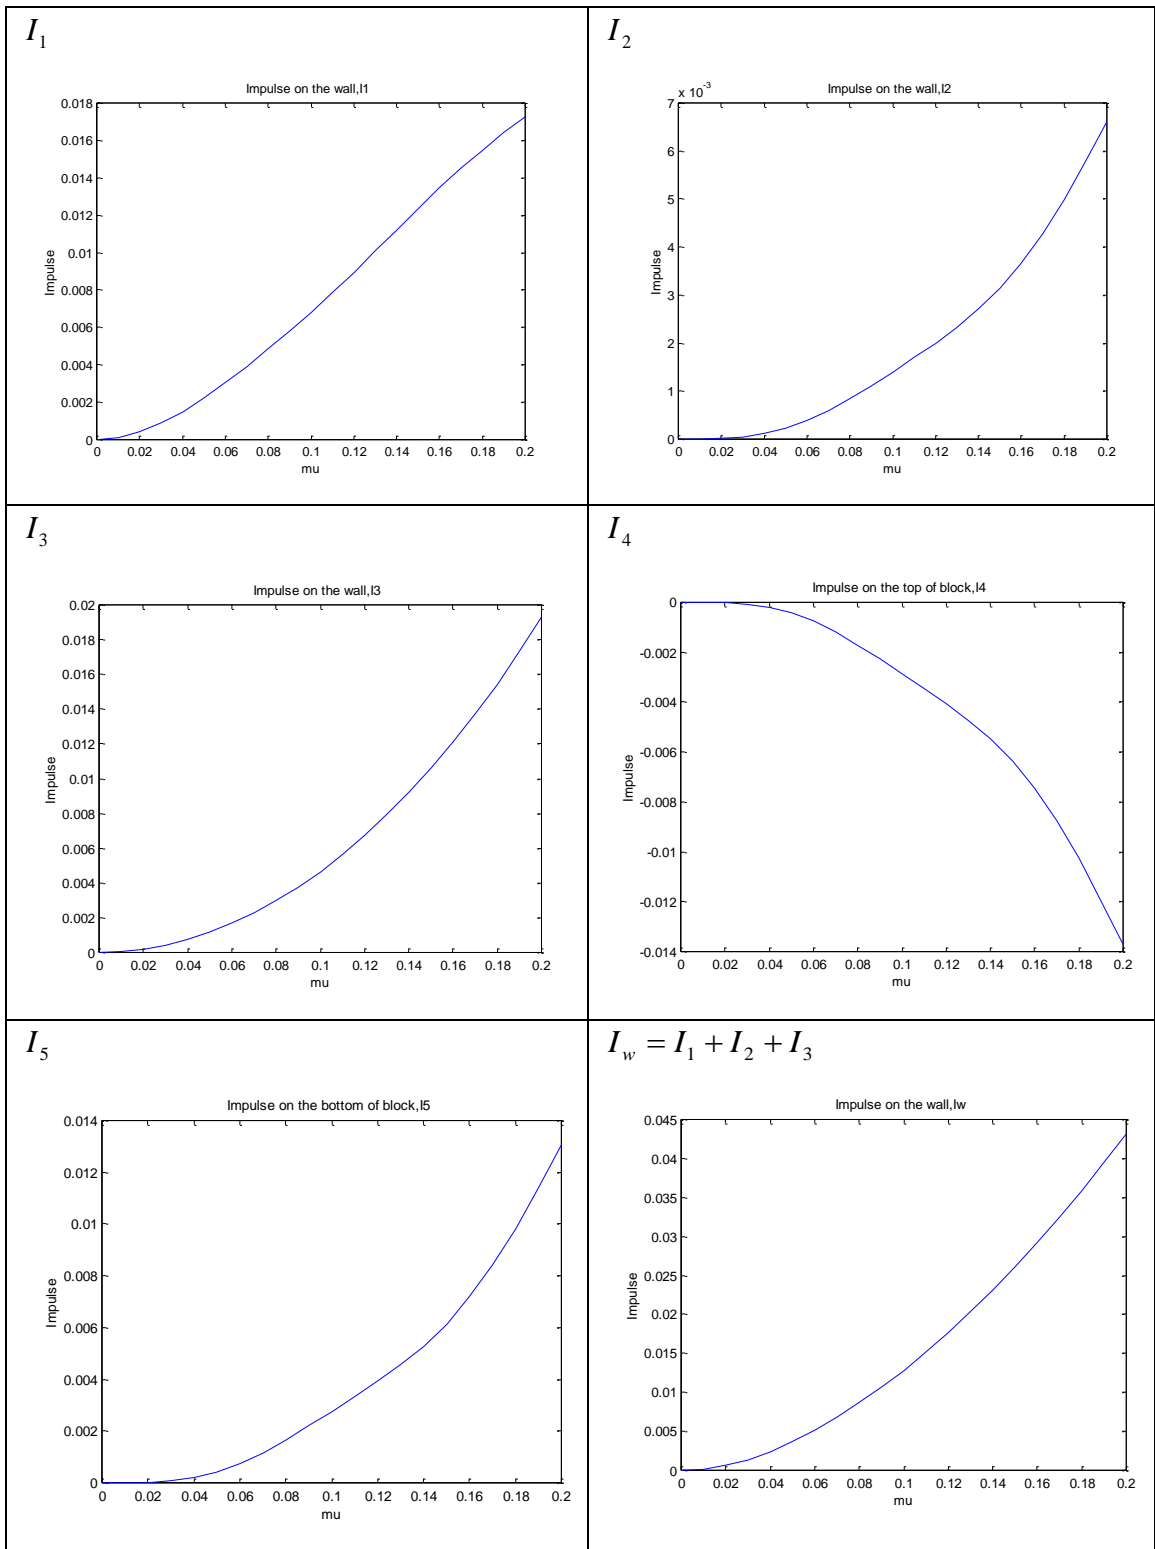 I₁
Impulse on the wall,I1
0.018
0.016
0.014
0.012
0.01
0.008
0.006
0.004
0.002
0
Impulse
0 0.02 0.04 0.06 0.08 0.1 0.12 0.14 0.16 0.18 0.2
mu
I₂
Impulse on the wall,I2
x 10⁻³
7
6
5
4
3
2
1
0
Impulse
0 0.02 0.04 0.06 0.08 0.1 0.12 0.14 0.16 0.18 0.2
mu
I₃
Impulse on the wall,I3
0.02
0.018
0.016
0.014
0.012
0.01
0.008
0.006
0.004
0.002
0
Impulse
0 0.02 0.04 0.06 0.08 0.1 0.12 0.14 0.16 0.18 0.2
mu
I₄
Impulse on the top of block,I4
0
-0.002
-0.004
-0.006
-0.008
-0.01
-0.012
-0.014
Impulse
0 0.02 0.04 0.06 0.08 0.1 0.12 0.14 0.16 0.18 0.2
mu
I₅
Impulse on the bottom of block,I5
0.014
0.012
0.01
0.008
0.006
0.004
0.002
0
Impulse
0 0.02 0.04 0.06 0.08 0.1 0.12 0.14 0.16 0.18 0.2
mu
I_w = I₁ + I₂ + I₃
Impulse on the wall,Iw
0.045
0.04
0.035
0.03
0.025
0.02
0.015
0.01
0.005
0
Impulse
0 0.02 0.04 0.06 0.08 0.1 0.12 0.14 0.16 0.18 0.2
mu